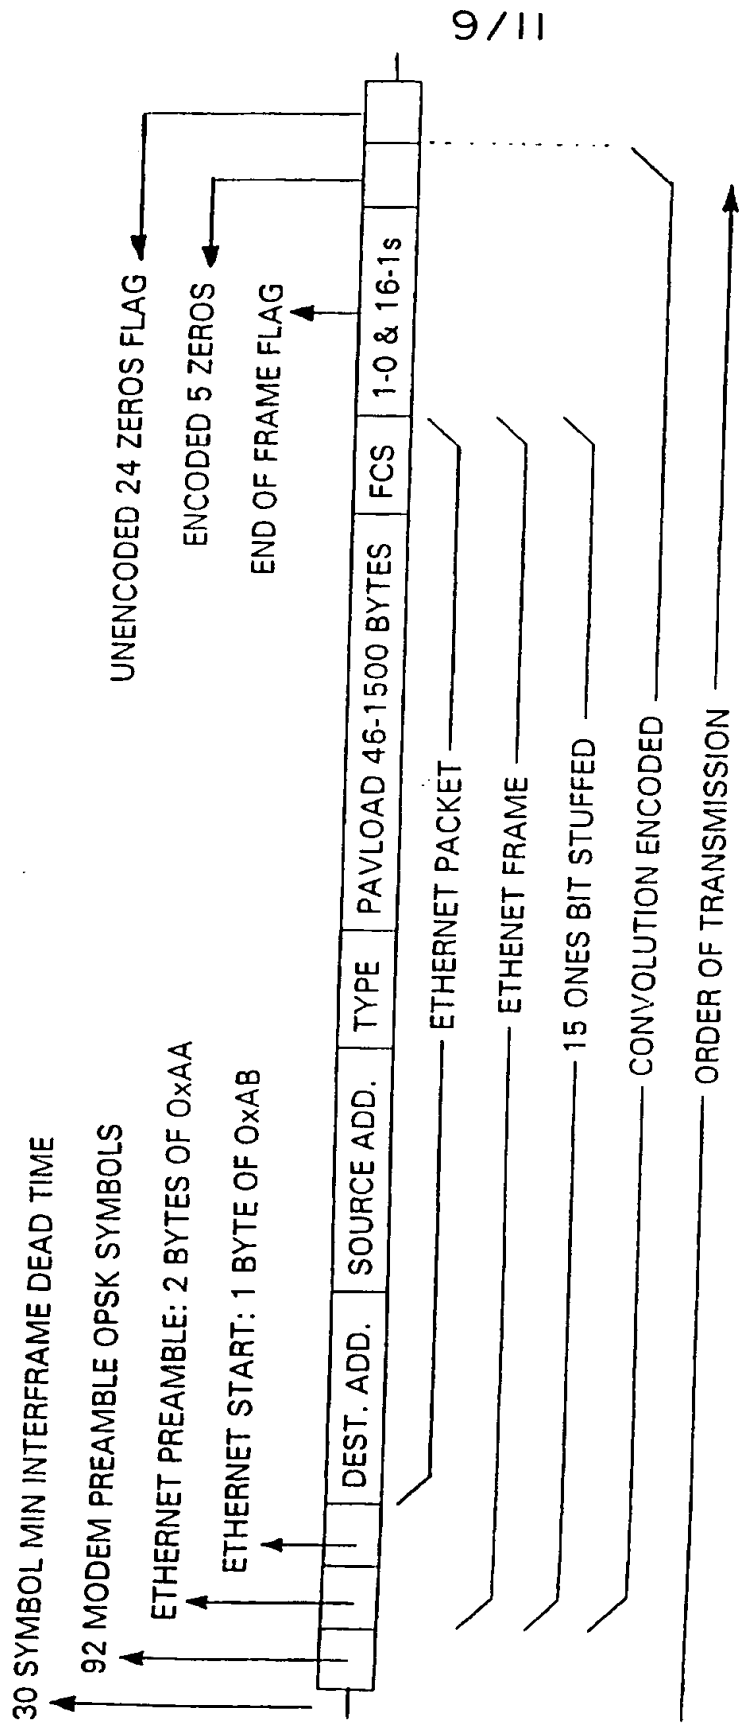 9/11
30 SYMBOL MIN INTERFRAME DEAD TIME
92 MODEM PREAMBLE OPSK SYMBOLS
ETHERNET PREAMBLE: 2 BYTES OF OxAA
ETHERNET START: 1 BYTE OF OxAB
UNENCODED 24 ZEROS FLAG
ENCODED 5 ZEROS
END OF FRAME FLAG
DEST. ADD. SOURCE ADD. TYPE PAVLOAD 46-1500 BYTES FCS 1-0 & 16-1s
ETHERNET PACKET
ETHENET FRAME
15 ONES BIT STUFFED
CONVOLUTION ENCODED
ORDER OF TRANSMISSION